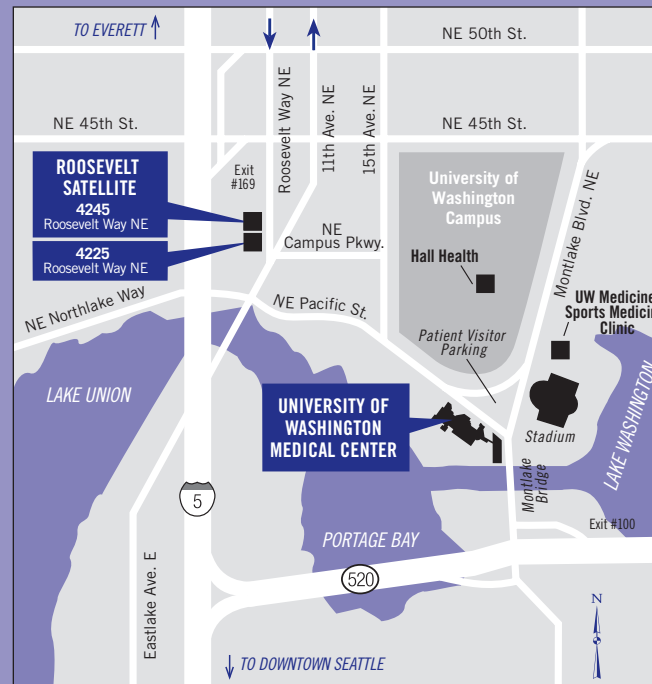 TO EVERETT ↑
NE 50th St.
Roosevelt Way NE
11th Ave. NE
15th Ave. NE
NE 45th St.
NE 45th St.
Exit
#169
ROOSEVELT
SATELLITE
4245
Roosevelt Way NE
4225
Roosevelt Way NE
University of
Washington
Campus
Montlake Blvd. NE
NE
Campus Pkwy.
Hall Health
NE Northlake Way
NE Pacific St.
UW Medicine
Sports Medicin
Clinic
Patient Visitor
Parking
LAKE UNION
UNIVERSITY OF
WASHINGTON
MEDICAL CENTER
Stadium
LAKE WASHINGTON
Montlake
Bridge
5
Exit #100
PORTAGE BAY
520
Eastlake Ave. E
N
↓ TO DOWNTOWN SEATTLE